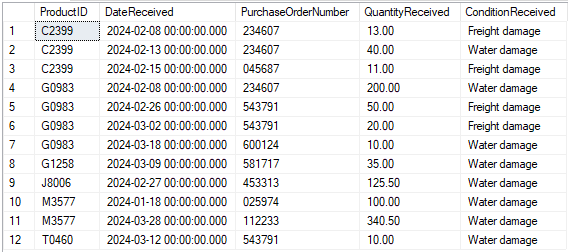 ProductID DateReceived PurchaseOrderNumber QuantityReceived ConditionReceived
1 C2399 2024-02-08 00:00:00.000 234607 13.00 Freight damage
2 C2399 2024-02-13 00:00:00.000 234607 40.00 Water damage
3 C2399 2024-02-15 00:00:00.000 045687 11.00 Freight damage
4 G0983 2024-02-08 00:00:00.000 234607 200.00 Water damage
5 G0983 2024-02-26 00:00:00.000 543791 50.00 Freight damage
6 G0983 2024-03-02 00:00:00.000 543791 20.00 Freight damage
7 G0983 2024-03-18 00:00:00.000 600124 10.00 Water damage
8 G1258 2024-03-09 00:00:00.000 581717 35.00 Water damage
9 J8006 2024-02-27 00:00:00.000 453313 125.50 Water damage
10 M3577 2024-01-18 00:00:00.000 025974 100.00 Water damage
11 M3577 2024-03-28 00:00:00.000 112233 340.50 Water damage
12 T0460 2024-03-12 00:00:00.000 543791 10.00 Water damage